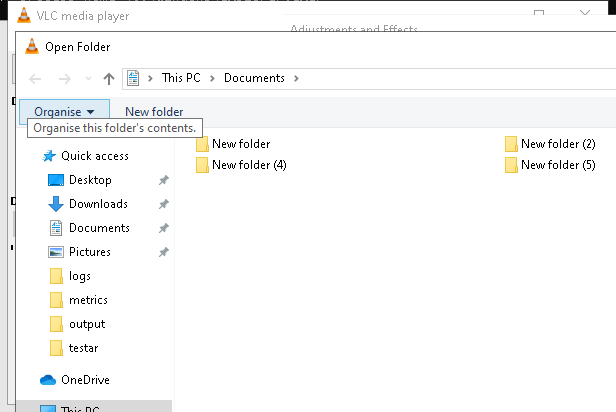 VLC media player
Adjustments and Effects
Open Folder
This PC > Documents >
Organise New folder
Organise this folder's contents.
Quick access
Desktop
Downloads
Documents
Pictures
logs
metrics
output
testar
OneDrive
This PC
New folder
New folder (2)
New folder (4)
New folder (5)